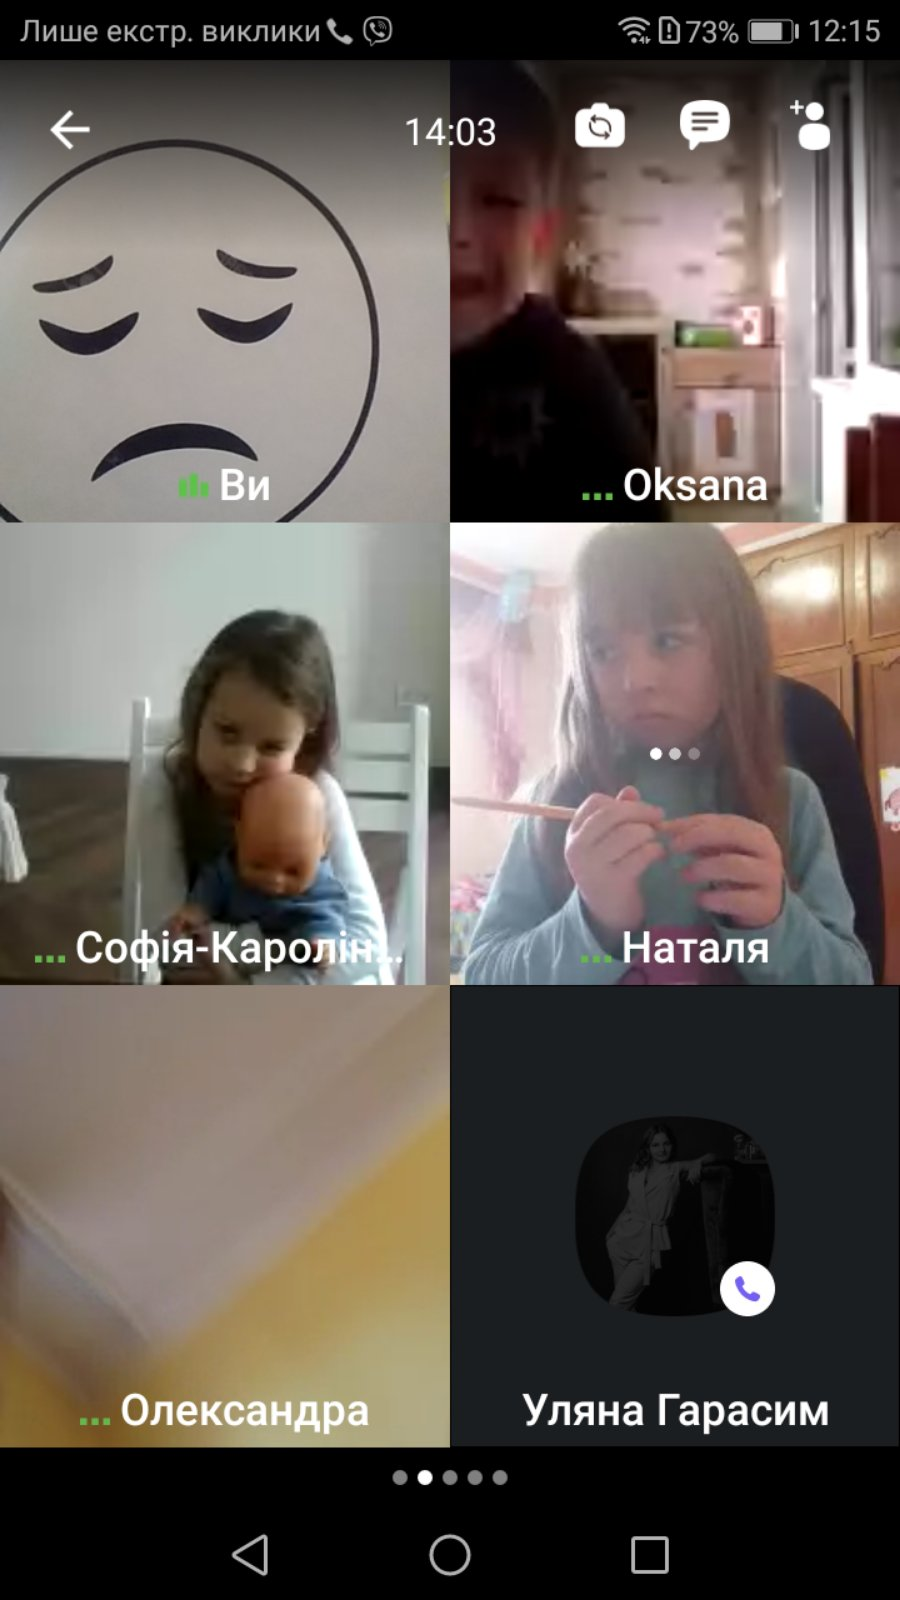 Лише екстр. виклики 73% 12:15
14:03
Ви
Oksana
Софія-Каролін...
Наталя
Олександра
Уляна Гарасим